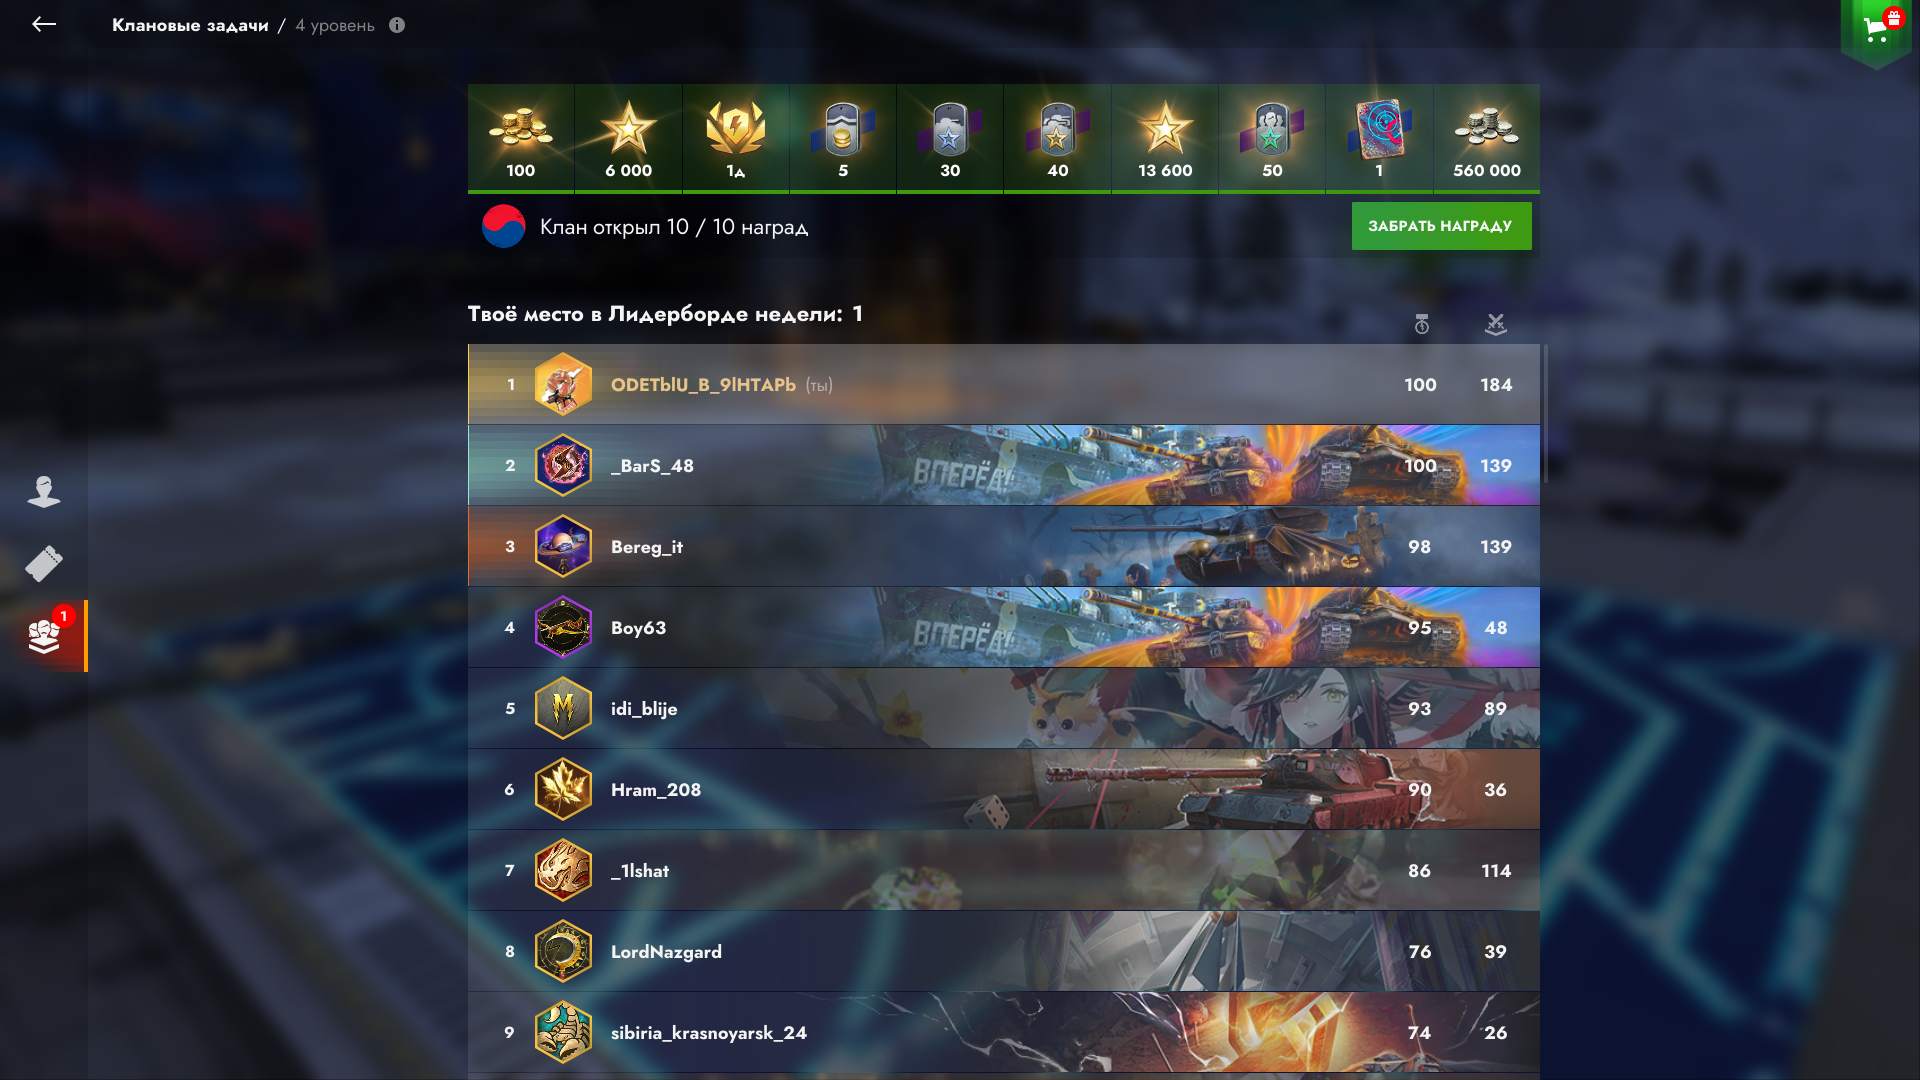 Клановые задачи / 4 уровень
100 6 000 1д 5 30 40 13 600 50 1 560 000
Клан открыл 10 / 10 наград
ЗАБРАТЬ НАГРАДУ
Твоё место в Лидерборде недели: 1
1 ODETblU_B_9lHTAPb (ты) 100 184
2 _BarS_48 ВПЕРЁД! 100 139
3 Bereg_it 98 139
4 Boy63 ВПЕРЁД! 95 48
1
5 idi_blije 93 89
6 Hram_208 90 36
7 _1lshat 86 114
8 LordNazgard 76 39
9 sibiria_krasnoyarsk_24 74 26